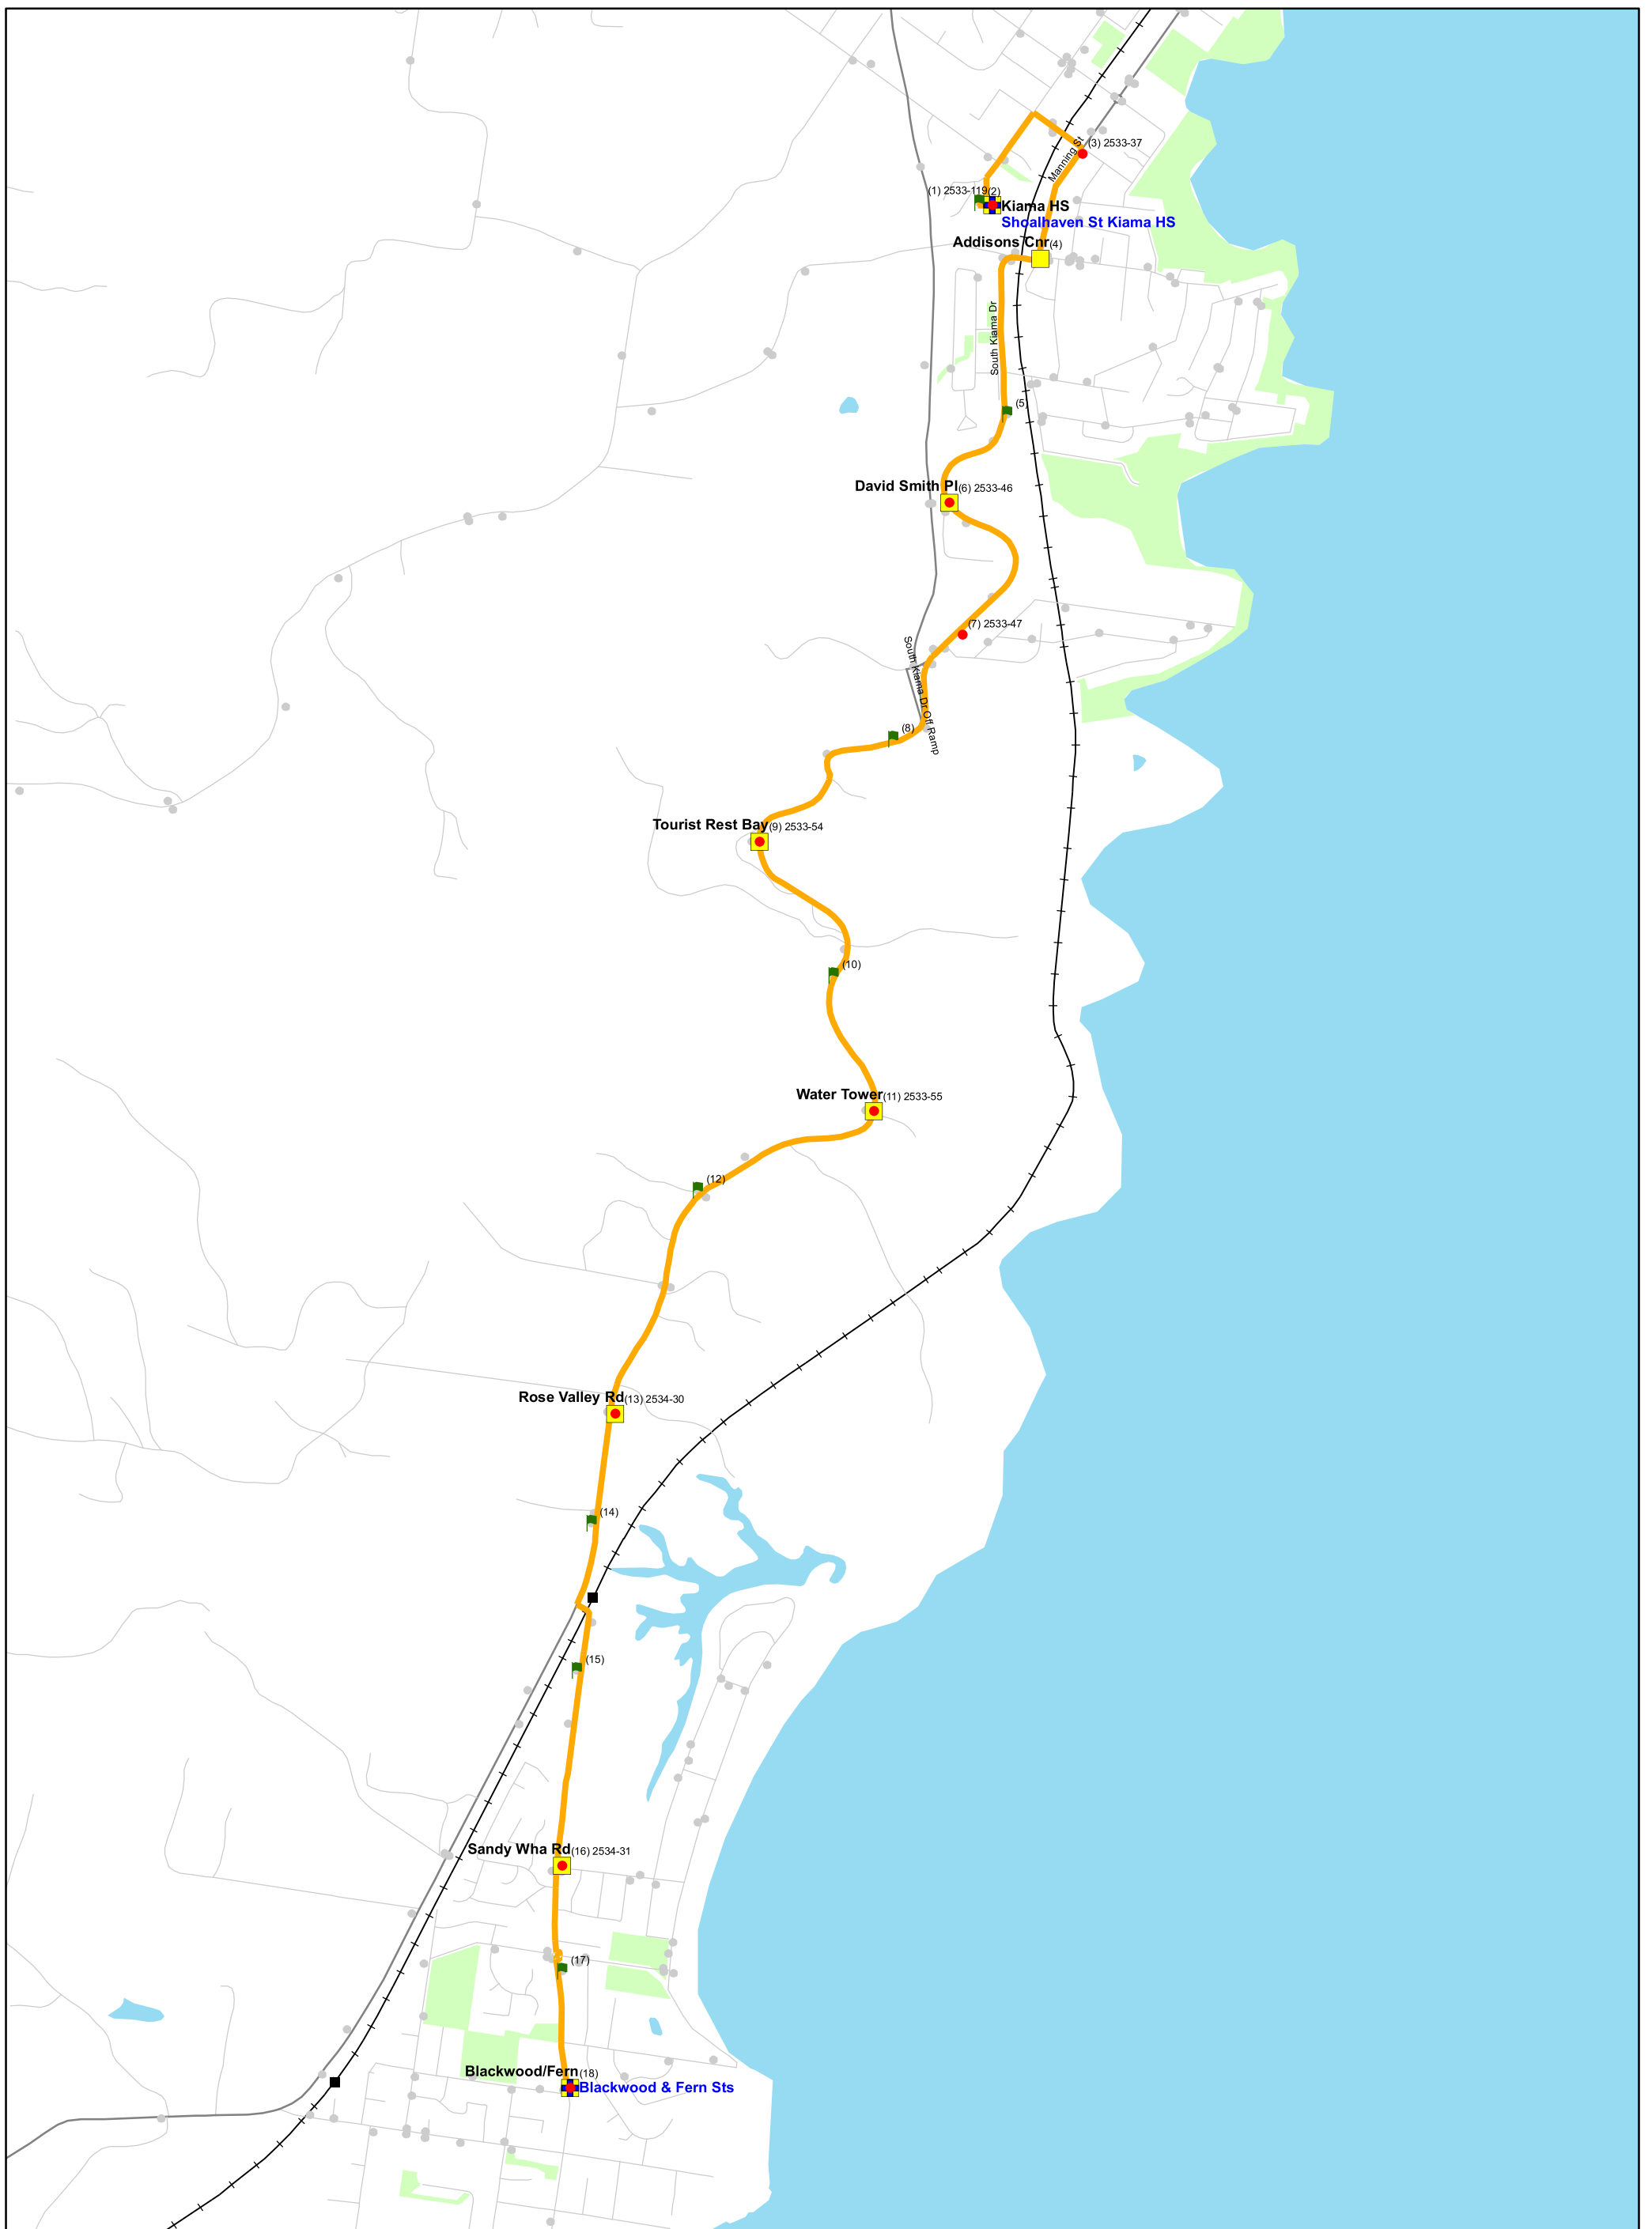 (3) 2533-37
Manning St
(1) 2533-119(2)
Kiama HS
Shoalhaven St Kiama HS
Addisons Cnr(4)
South Kiama Dr
(5)
David Smith Pl(6) 2533-46
(7) 2533-47
South Kiama Dr Off Ramp
(8)
Tourist Rest Bay(9) 2533-54
(10)
Water Tower(11) 2533-55
(12)
Rose Valley Rd(13) 2534-30
(14)
(15)
Sandy Wha Rd(16) 2534-31
(17)
Blackwood/Fern(18)
Blackwood & Fern Sts